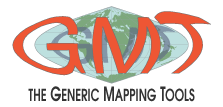 GMT
THE GENERIC MAPPING TOOLS